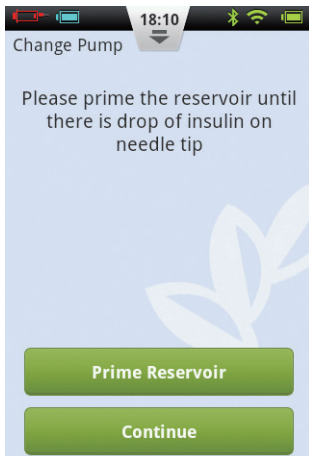 18:10
Change Pump
Please prime the reservoir until
there is drop of insulin on
needle tip
Prime Reservoir
Continue